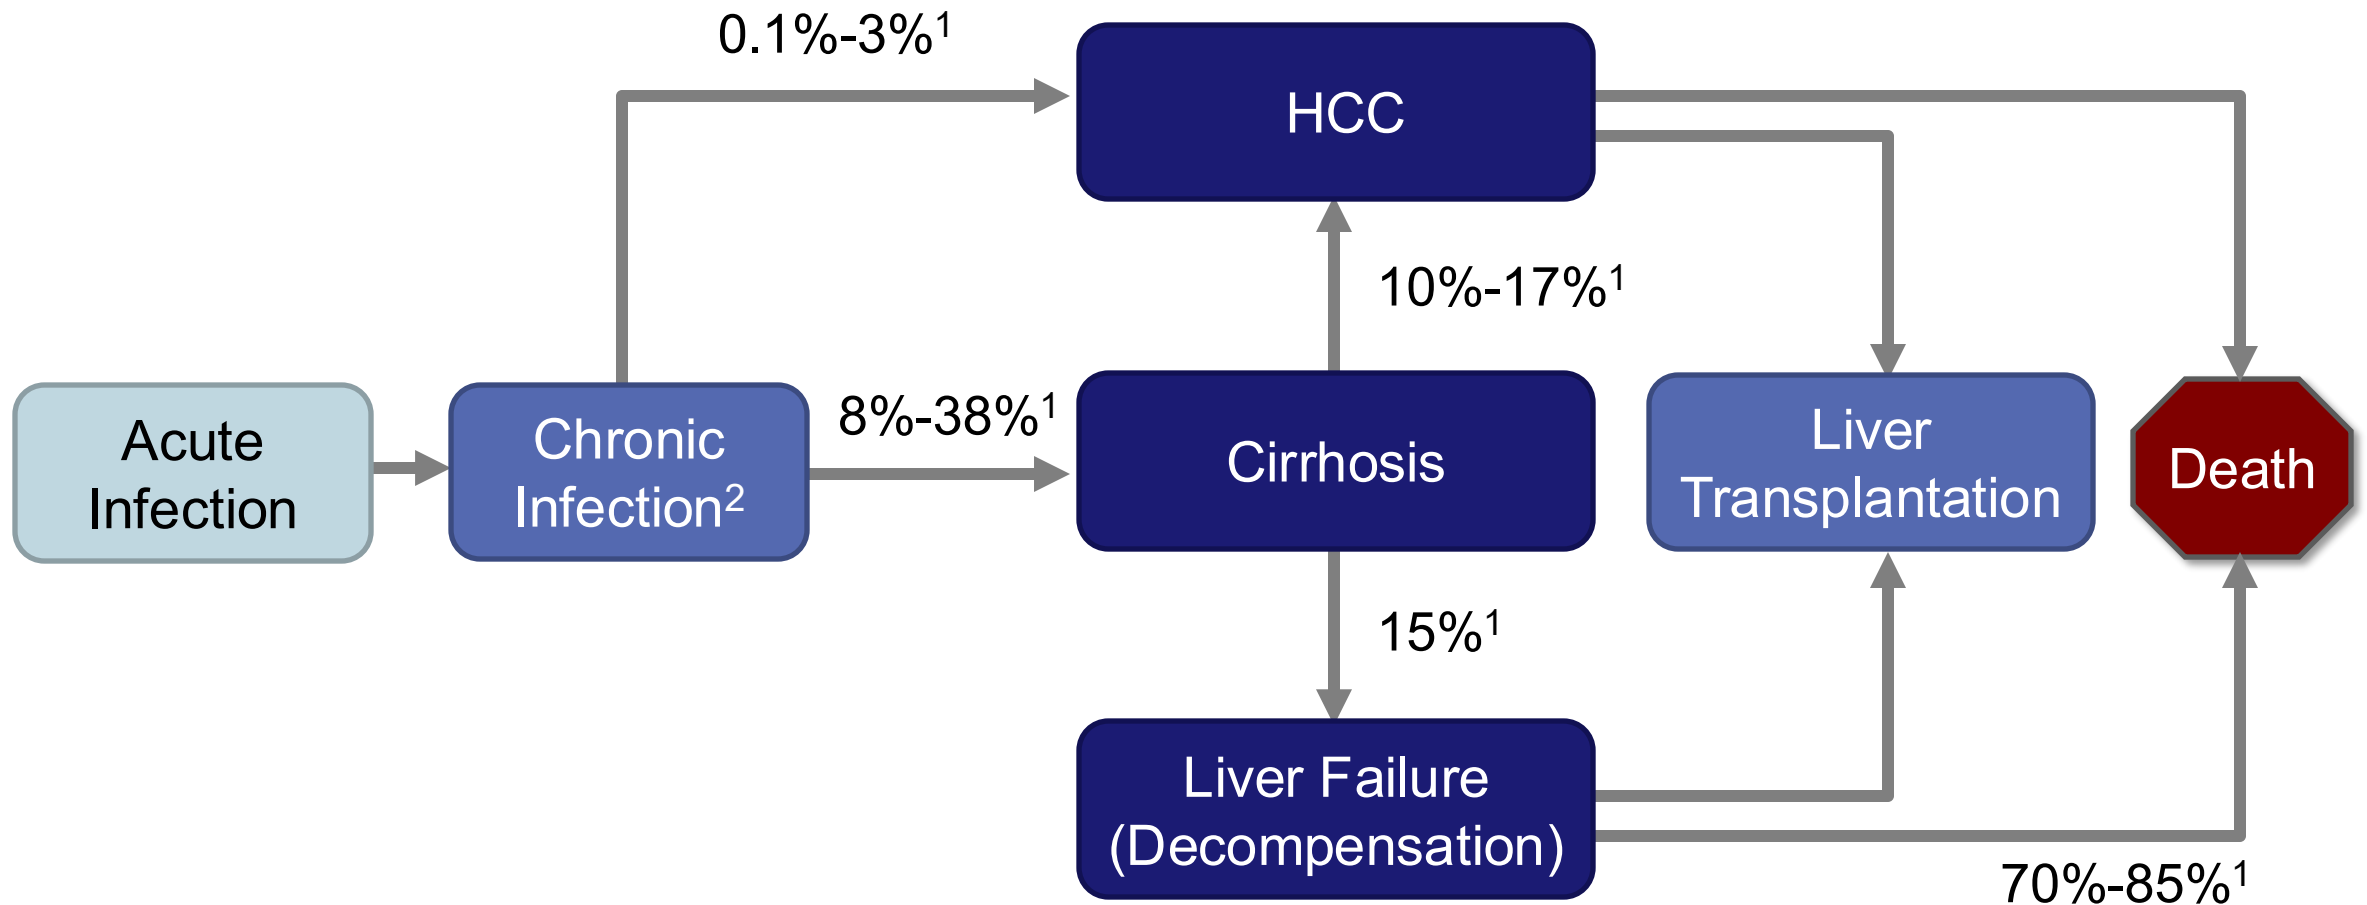 0.1%-3%¹
HCC
10%-17%¹
Acute
Infection
Chronic
Infection²
8%-38%¹
Cirrhosis
Liver
Transplantation
Death
15%¹
Liver Failure
(Decompensation)
70%-85%¹